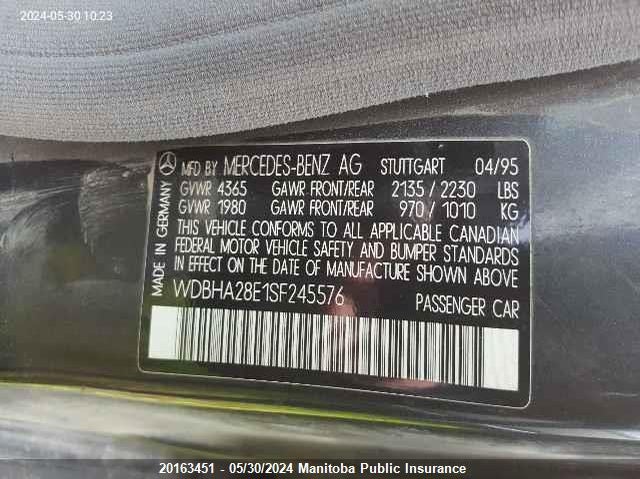 2024-05-30 10:23
MADE IN GERMANY
MFD BY MERCEDES-BENZ AG STUTTGART 04/95
GVWR 4365 GAWR FRONT/REAR 2135/2230 LBS
GVWR 1980 GAWR FRONT/REAR 970/1010 KG
THIS VEHICLE CONFORMS TO ALL APPLICABLE CANADIAN
FEDERAL MOTOR VEHICLE SAFETY AND BUMPER STANDARDS
IN EFFECT ON THE DATE OF MANUFACTURE SHOWN ABOVE
WDBHA28E1SF245576 PASSENGER CAR
20163451 - 05/30/2024 Manitoba Public Insurance